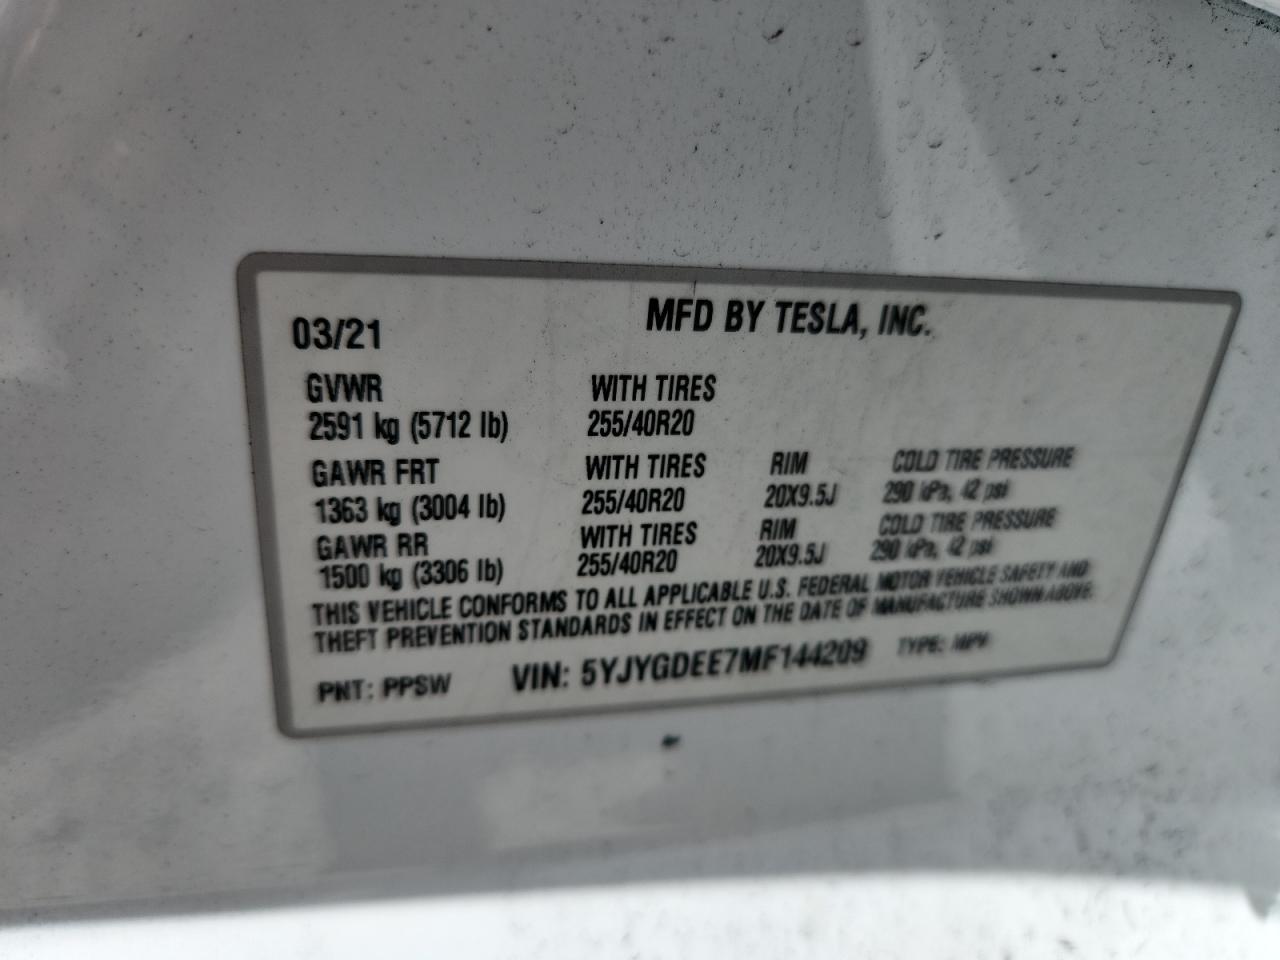 MFD BY TESLA, INC.
03/21
GVWR WITH TIRES
2591 kg (5712 lb) 255/40R20
GAWR FRT WITH TIRES RIM COLD TIRE PRESSURE
1363 kg (3004 lb) 255/40R20 20X9.5J 290 kPa, 42 psi
GAWR RR WITH TIRES RIM COLD TIRE PRESSURE
1500 kg (3306 lb) 255/40R20 20X9.5J 290 kPa, 42 psi
THIS VEHICLE CONFORMS TO ALL APPLICABLE U.S. FEDERAL MOTOR VEHICLE SAFETY AND
THEFT PREVENTION STANDARDS IN EFFECT ON THE DATE OF MANUFACTURE SHOWN ABOVE.
PNT: PPSW VIN: 5YJYGDEE7MF144209 TYPE: MPV